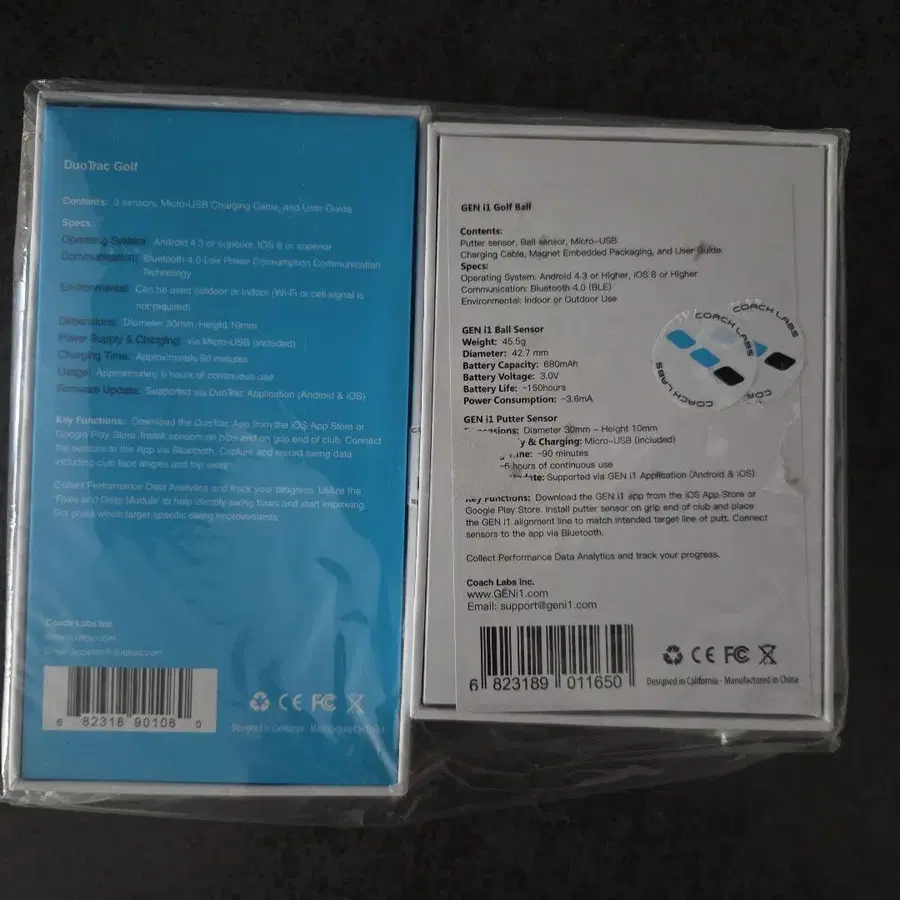 DuoTrac Golf
Contents: 3 sensors, Micro-USB Charging Cable, and User Guide
Specs:
Operating System: Android 4.3 or superior, iOS 8 or superior
Communication: Bluetooth 4.0 Low Power Consumption Communication
Technology
Environmental: Can be used outdoor or indoor (Wi-Fi or cell signal is
not required)
Dimensions: Diameter 30mm, Height 10mm
Power Supply & Charging: via Micro-USB (included)
Charging Time: Approximately 90 minutes
Usage: Approximately 6 hours of continuous use
Firmware Update: Supported via DuoTrac Application (Android & iOS)
Key Functions: Download the DuoTrac App from the iOS App Store or
Google Play Store. Install sensors on hips and on grip end of club. Connect
the sensors to the App via Bluetooth. Capture and record swing data
including club face angles and hip sway.
Collect Performance Data Analytics and track your progress. Utilize the
'Fixes and Drills Module' to help identify swing flaws and start improving.
Set goals which target specific swing improvements.
Coach Labs Inc
6 82318 90108 0
CE FC
Designed in California - Manufactured in
GEN i1 Golf Ball
Contents:
Putter sensor, Ball sensor, Micro-USB
Charging Cable, Magnet Embedded Packaging, and User Guide.
Specs:
Operating System: Android 4.3 or Higher, iOS 8 or Higher
Communication: Bluetooth 4.0 (BLE)
Environmental: Indoor or Outdoor Use
GEN i1 Ball Sensor
Weight: 45.5g
Diameter: 42.7 mm
Battery Capacity: 680mAh
Battery Voltage: 3.0V
Battery Life: ~150hours
Power Consumption: ~3.6mA
COACH LABS
COACH LABS
COACH LABS
GEN i1 Putter Sensor
Diameter 30mm - Height 10mm
y & Charging: Micro-USB (included)
~90 minutes
~6 hours of continuous use
Supported via GEN i1 Application (Android & iOS)
Key Functions: Download the GEN i1 app from the iOS App Store or
Google Play Store. Install putter sensor on grip end of club and place
the GEN i1 alignment line to match intended target line of putt. Connect
sensors to the app via Bluetooth.
Collect Performance Data Analytics and track your progress.
Coach Labs Inc.
www.GENi1.com
Email: support@geni1.com
6 823189 011650
CE FC
Designed in California - Manufactured in China